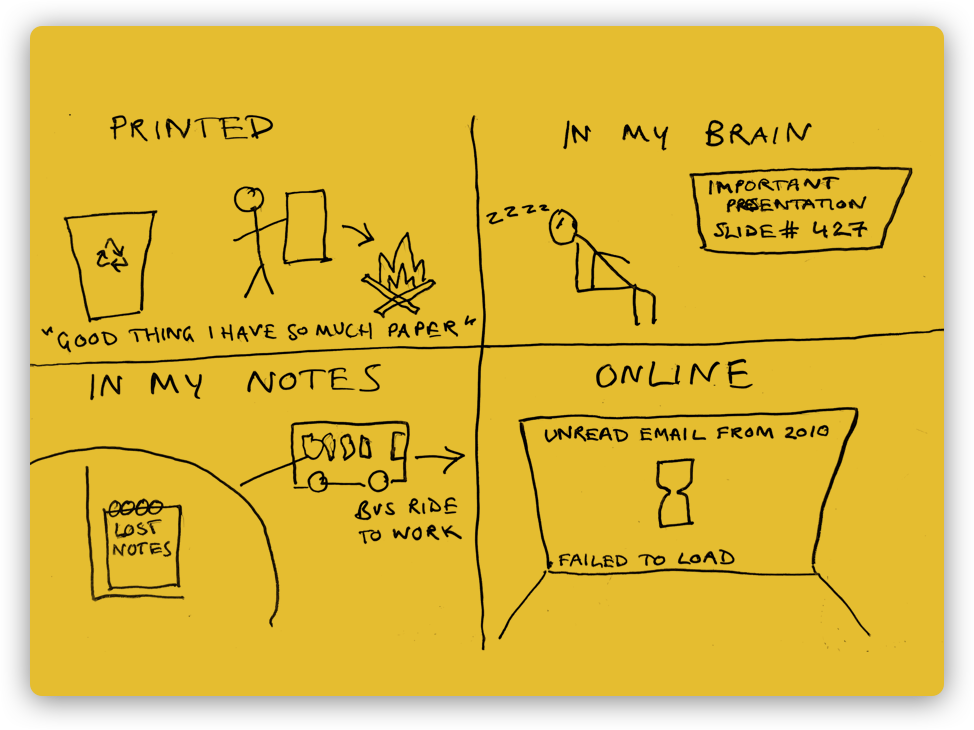 PRINTED
"GOOD THING I HAVE SO MUCH PAPER"
IN MY BRAIN
zzzz
IMPORTANT
PRESENTATION
SLIDE # 427
IN MY NOTES
LOST
NOTES
BUS RIDE
TO WORK
ONLINE
UNREAD EMAIL FROM 2010
FAILED TO LOAD